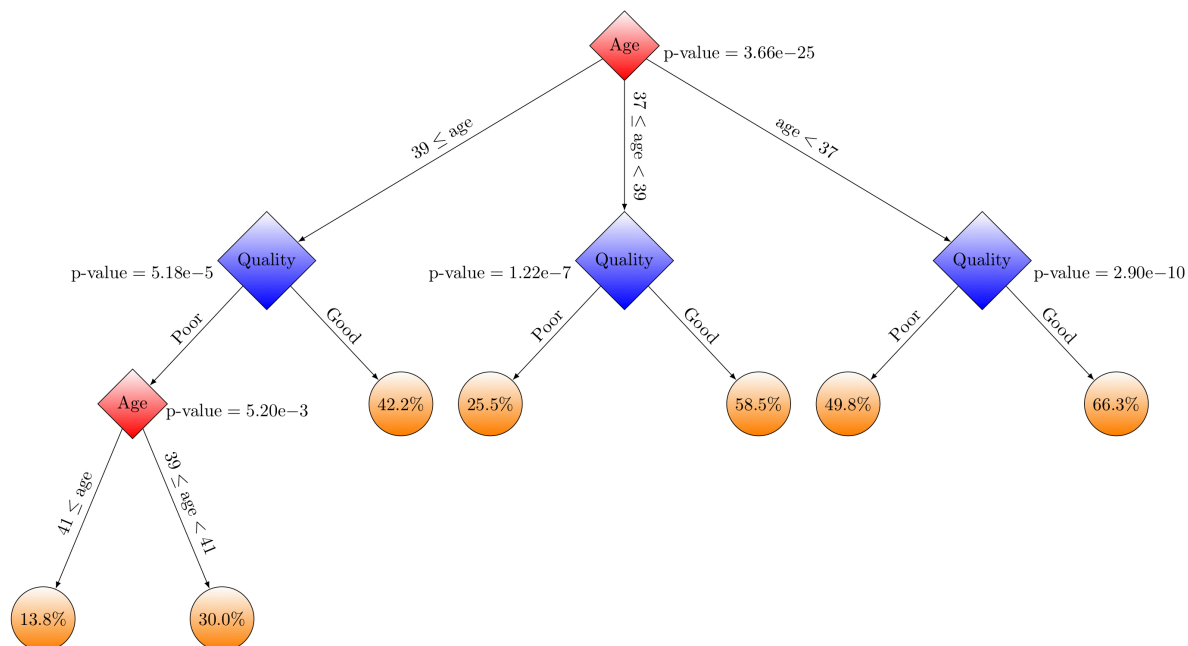 Age
p-value = 3.66e−25
39 ≤ age
37 ≤ age < 39
age < 37
Quality
p-value = 5.18e−5
Quality
p-value = 1.22e−7
Quality
p-value = 2.90e−10
Poor
Good
Poor
Good
Poor
Good
Age
p-value = 5.20e−3
42.2%
25.5%
58.5%
49.8%
66.3%
41 ≤ age
39 ≤ age < 41
13.8%
30.0%